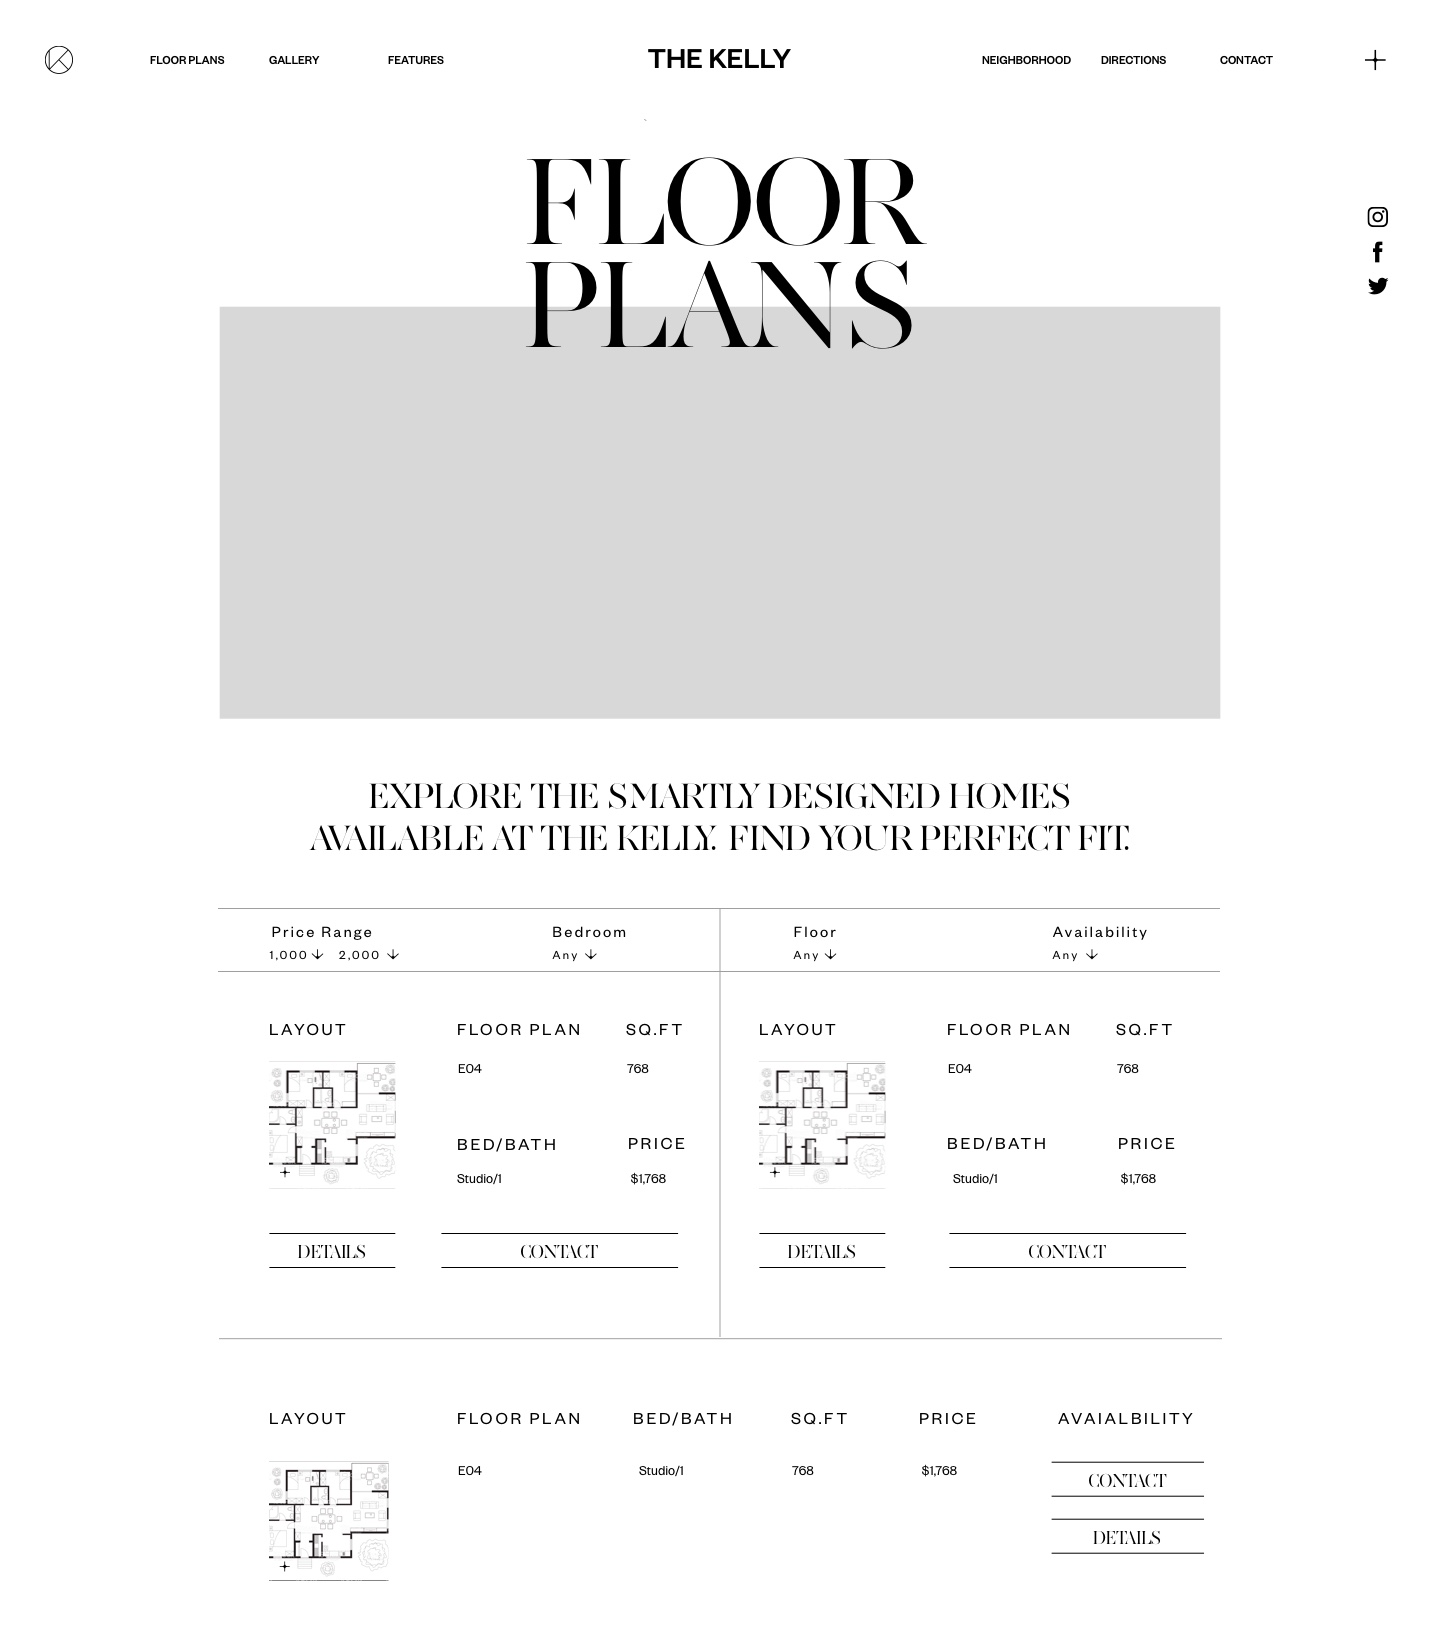 FLOOR PLANS GALLERY FEATURES THE KELLY NEIGHBORHOOD DIRECTIONS CONTACT
FLOOR
PLANS
EXPLORE THE SMARTLY DESIGNED HOMES
AVAILABLE AT THE KELLY. FIND YOUR PERFECT FIT.
Price Range Bedroom Floor Availability
1,000 2,000 Any Any Any
LAYOUT FLOOR PLAN SQ.FT LAYOUT FLOOR PLAN SQ.FT
E04 768 E04 768
BED/BATH PRICE BED/BATH PRICE
Studio/1 $1,768 Studio/1 $1,768
DETAILS CONTACT DETAILS CONTACT
LAYOUT FLOOR PLAN BED/BATH SQ.FT PRICE AVAIALBILITY
E04 Studio/1 768 $1,768
CONTACT
DETAILS